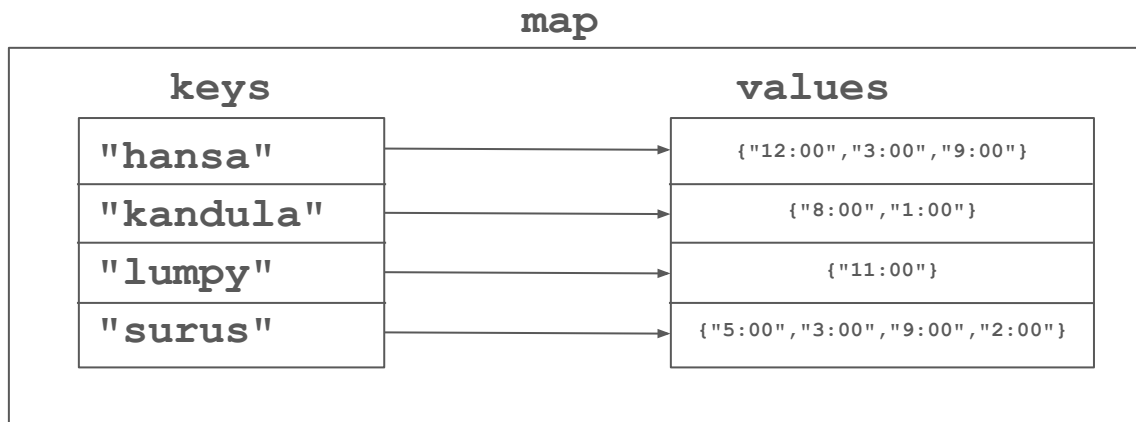 map
keys values
"hansa" {"12:00","3:00","9:00"}
"kandula" {"8:00","1:00"}
"lumpy" {"11:00"}
"surus" {"5:00","3:00","9:00","2:00"}